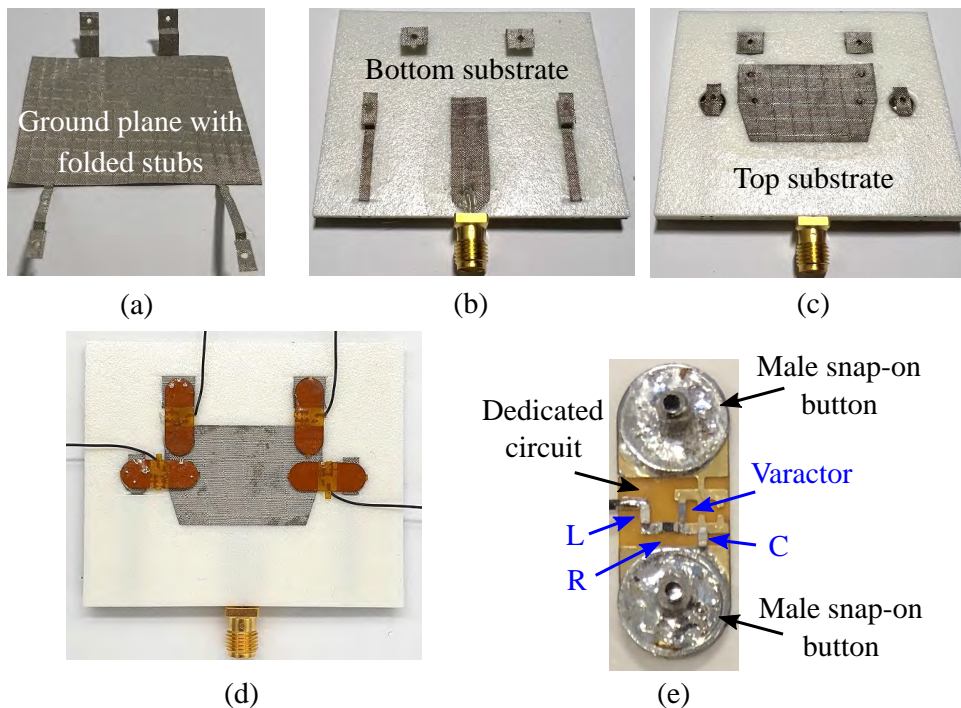 Ground plane with
folded stubs
Bottom substrate
Top substrate
(a)
(b)
(c)
Dedicated
circuit
Male snap-on
button
Varactor
L
R
C
Male snap-on
button
(d)
(e)